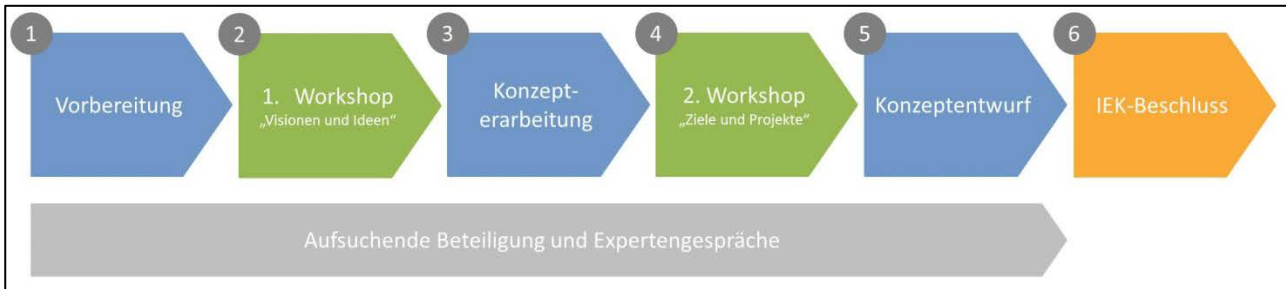 1
Vorbereitung
2
1. Workshop
„Visionen und Ideen“
3
Konzept-
erarbeitung
4
2. Workshop
„Ziele und Projekte“
5
Konzeptentwurf
6
IEK-Beschluss
Aufsuchende Beteiligung und Expertengespräche